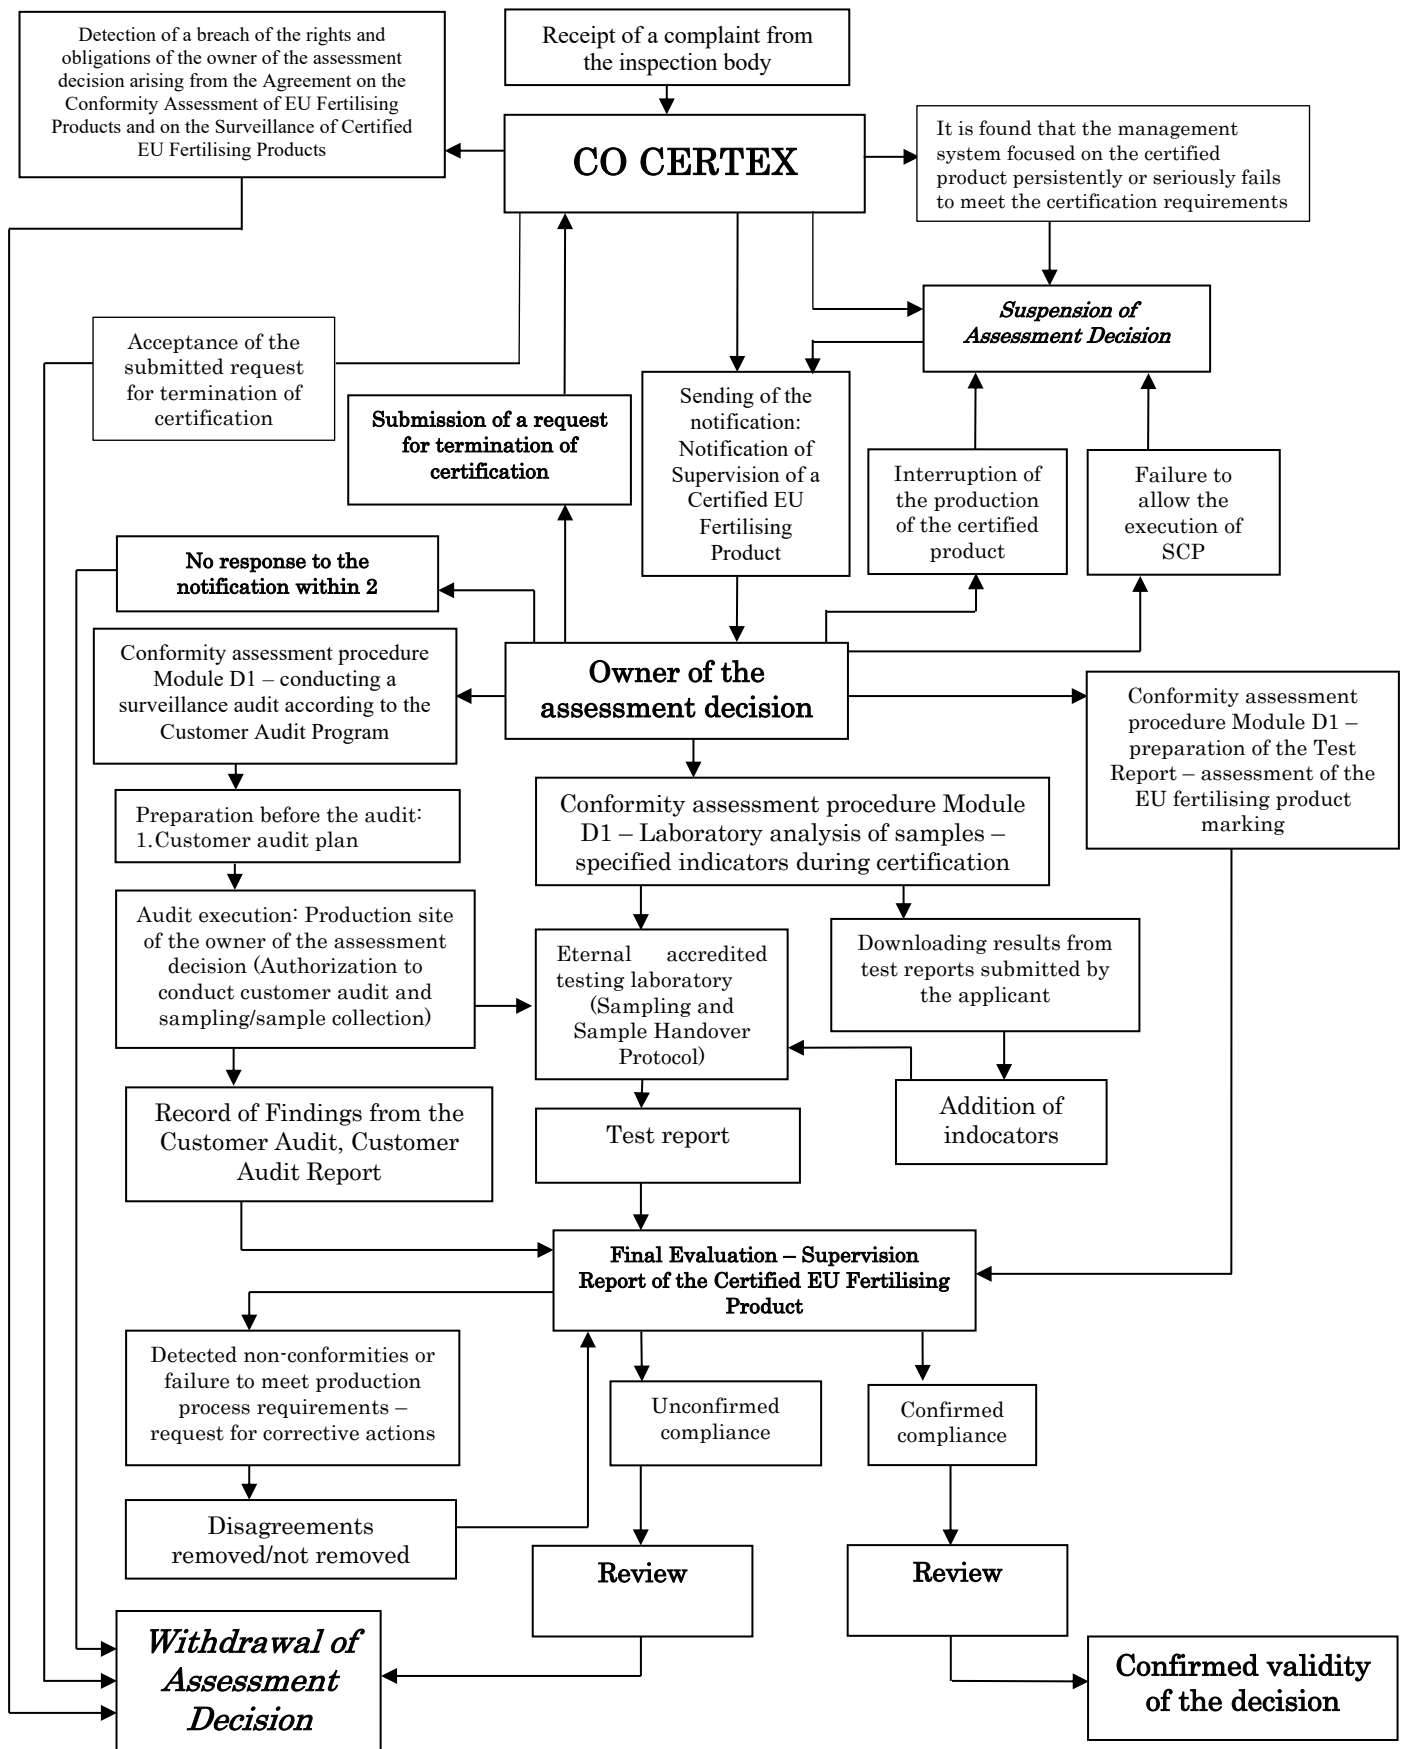 Detection of a breach of the rights and
obligations of the owner of the assessment
decision arising from the Agreement on the
Conformity Assessment of EU Fertilising
Products and on the Surveillance of Certified
EU Fertilising Products
Receipt of a complaint from
the inspection body
CO CERTEX
It is found that the management
system focused on the certified
product persistently or seriously fails
to meet the certification requirements
Suspension of
Assessment Decision
Acceptance of the
submitted request
for termination of
certification
Submission of a request
for termination of
certification
Sending of the
notification:
Notification of
Supervision of a
Certified EU
Fertilising
Product
Interruption of
the production
of the certified
product
Failure to
allow the
execution of
SCP
No response to the
notification within 2
Conformity assessment procedure
Module D1 – conducting a
surveillance audit according to the
Customer Audit Program
Owner of the
assessment decision
Conformity assessment
procedure Module D1 –
preparation of the Test
Report – assessment of the
EU fertilising product
marking
Preparation before the audit:
1.Customer audit plan
Conformity assessment procedure Module
D1 – Laboratory analysis of samples –
specified indicators during certification
Audit execution: Production site
of the owner of the assessment
decision (Authorization to
conduct customer audit and
sampling/sample collection)
Eternal accredited
testing laboratory
(Sampling and
Sample Handover
Protocol)
Downloading results from
test reports submitted by
the applicant
Addition of
indocators
Record of Findings from the
Customer Audit, Customer
Audit Report
Test report
Final Evaluation – Supervision
Report of the Certified EU Fertilising
Product
Detected non-conformities or
failure to meet production
process requirements –
request for corrective actions
Unconfirmed
compliance
Confirmed
compliance
Disagreements
removed/not removed
Review
Review
Withdrawal of
Assessment
Decision
Confirmed validity
of the decision